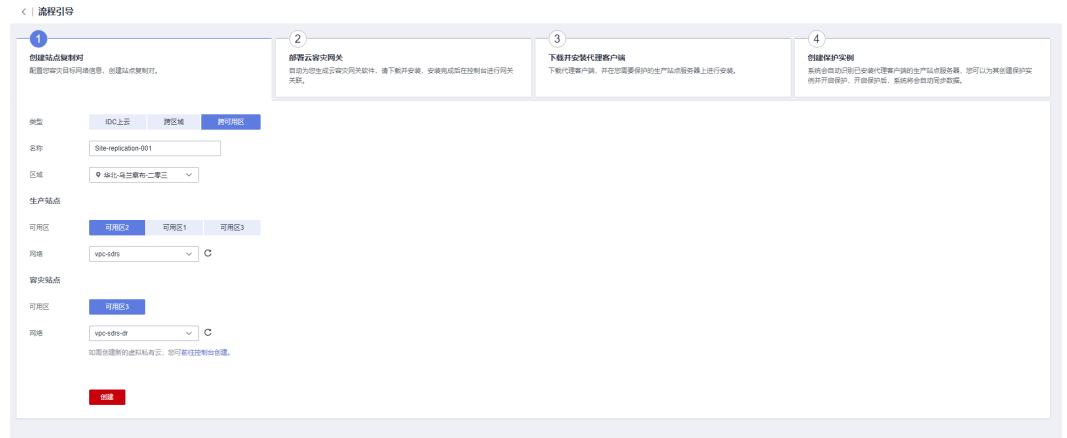 < | 流程引导
1
创建站点复制对
配置您容灾目标网络信息，创建站点复制对。
2
部署云容灾网关
自动为您生成云容灾网关软件，请下载并安装，安装完成后在控制台进行网关
关联。
3
下载并安装代理客户端
下载代理客户端，并在您需要保护的生产站点服务器上进行安装。
4
创建保护实例
系统会自动识别已安装代理客户端的生产站点服务器，您可以为其创建保护实
例并开启保护，开启保护后，系统将会自动同步数据。
类型 IDC上云 跨区域 跨可用区
名称 Site-replication-001
区域 华北-乌兰察布-二零三
生产站点
可用区 可用区2 可用区1 可用区3
网络 vpc-sdrs
容灾站点
可用区 可用区3
网络 vpc-sdrs-dr
如需创建新的虚拟私有云，您可前往控制台创建。
创建